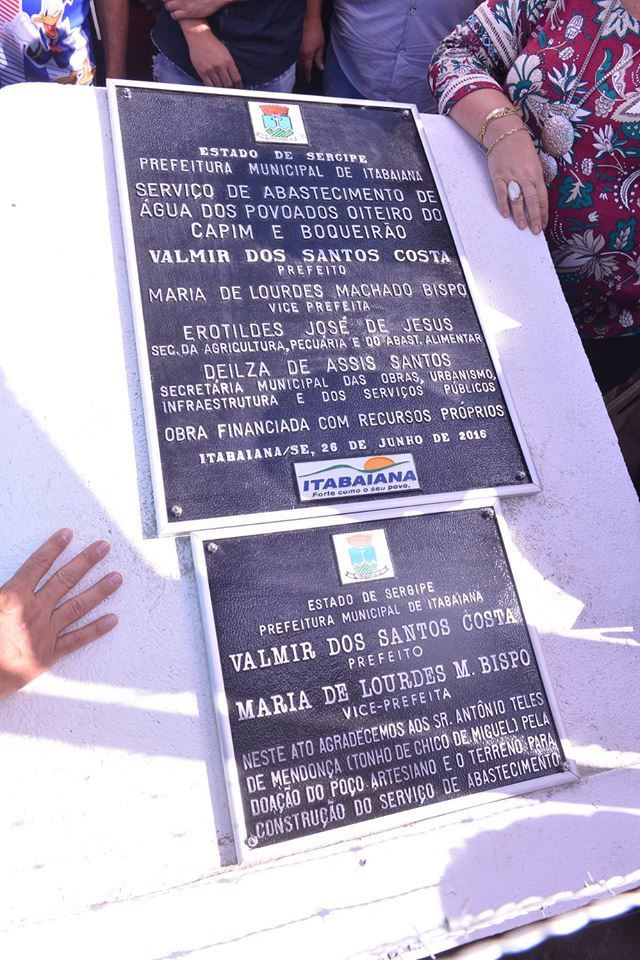 ESTADO DE SERGIPE
PREFEITURA MUNICIPAL DE ITABAIANA
SERVIÇO DE ABASTECIMENTO DE
ÁGUA DOS POVOADOS OITEIRO DO
CAPIM E BOQUEIRÃO
VALMIR DOS SANTOS COSTA
PREFEITO
MARIA DE LOURDES MACHADO BISPO
VICE PREFEITA
EROTILDES JOSÉ DE JESUS
SEC. DA AGRICULTURA, PECUÁRIA E DO ABAST. ALIMENTAR
DEILZA DE ASSIS SANTOS
SECRETÁRIA MUNICIPAL DAS OBRAS, URBANISMO,
INFRAESTRUTURA E DOS SERVIÇOS PÚBLICOS
OBRA FINANCIADA COM RECURSOS PRÓPRIOS
ITABAIANA/SE, 26 DE JUNHO DE 2016
ITABAIANA
Forte como o seu povo.
ESTADO DE SERGIPE
PREFEITURA MUNICIPAL DE ITABAIANA
VALMIR DOS SANTOS COSTA
PREFEITO
MARIA DE LOURDES M. BISPO
VICE-PREFEITA
NESTE ATO AGRADECEMOS AOS SR. ANTÔNIO TELES
DE MENDONÇA (TONHO DE CHICO DE MIGUEL) PELA
DOAÇÃO DO POÇO ARTESIANO E O TERRENO, PARA
CONSTRUÇÃO DO SERVIÇO DE ABASTECIMENTO